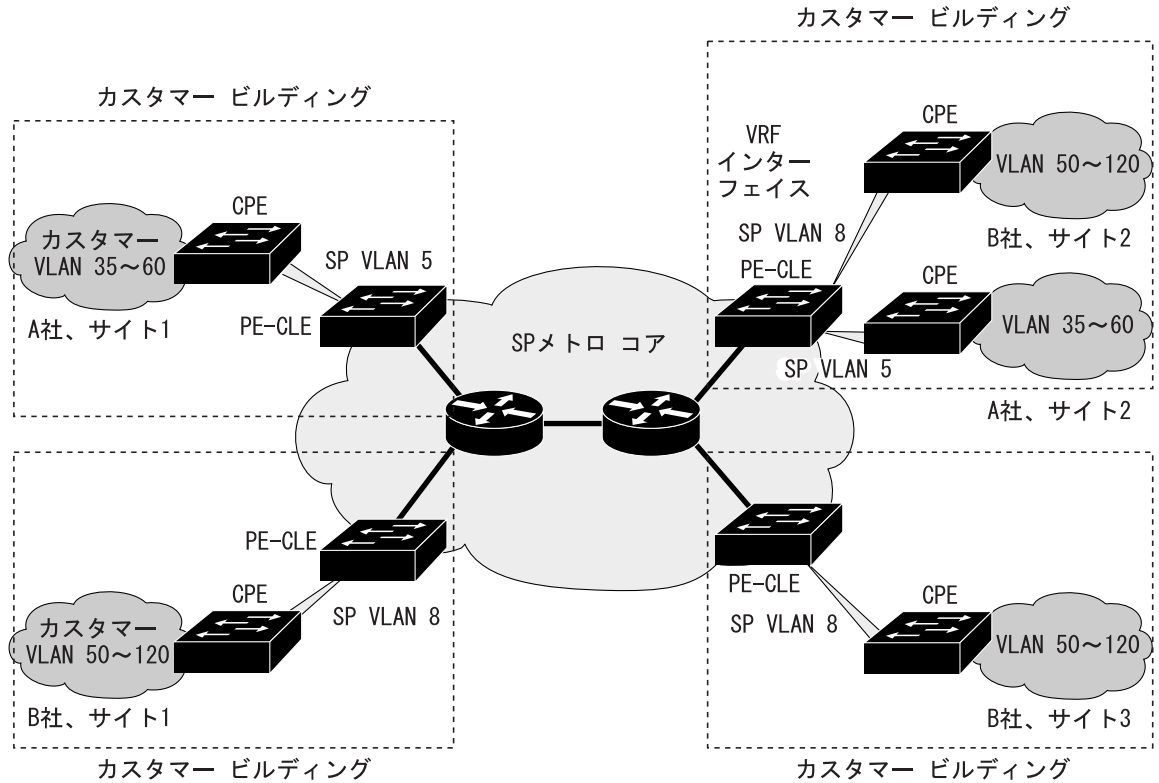 カスタマー ビルディング
カスタマー ビルディング
CPE
VRF
インター
フェイス
VLAN 50～120
CPE
SP VLAN 8
B社、サイト2
カスタマー
VLAN 35～60
SP VLAN 5
PE-CLE
CPE
A社、サイト1
PE-CLE
SPメトロ コア
VLAN 35～60
SP VLAN 5
A社、サイト2
PE-CLE
PE-CLE
CPE
CPE
SP VLAN 8
SP VLAN 8
カスタマー
VLAN 50～120
VLAN 50～120
B社、サイト1
B社、サイト3
カスタマー ビルディング
カスタマー ビルディング